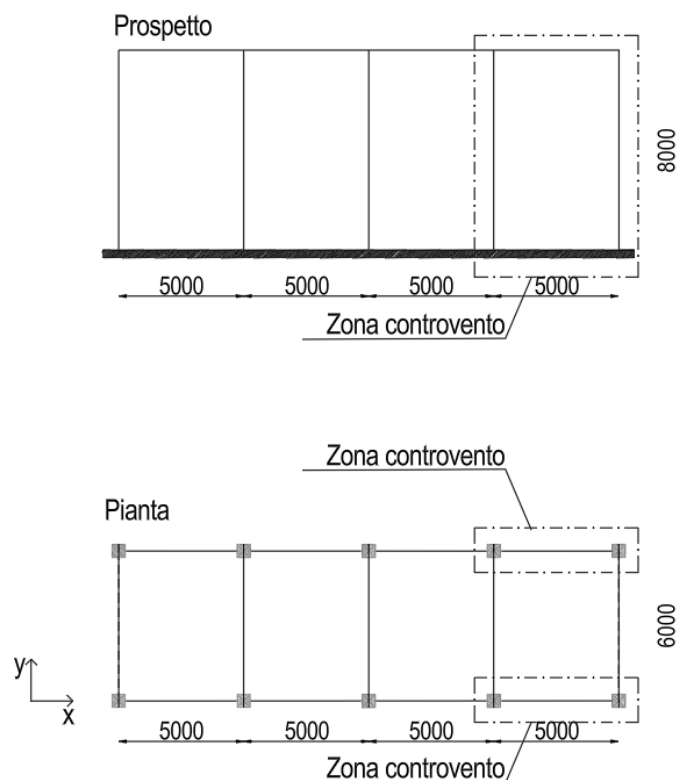 Prospetto
8000
5000 5000 5000 5000
Zona controvento
Zona controvento
Pianta
6000
y
x
5000 5000 5000 5000
Zona controvento